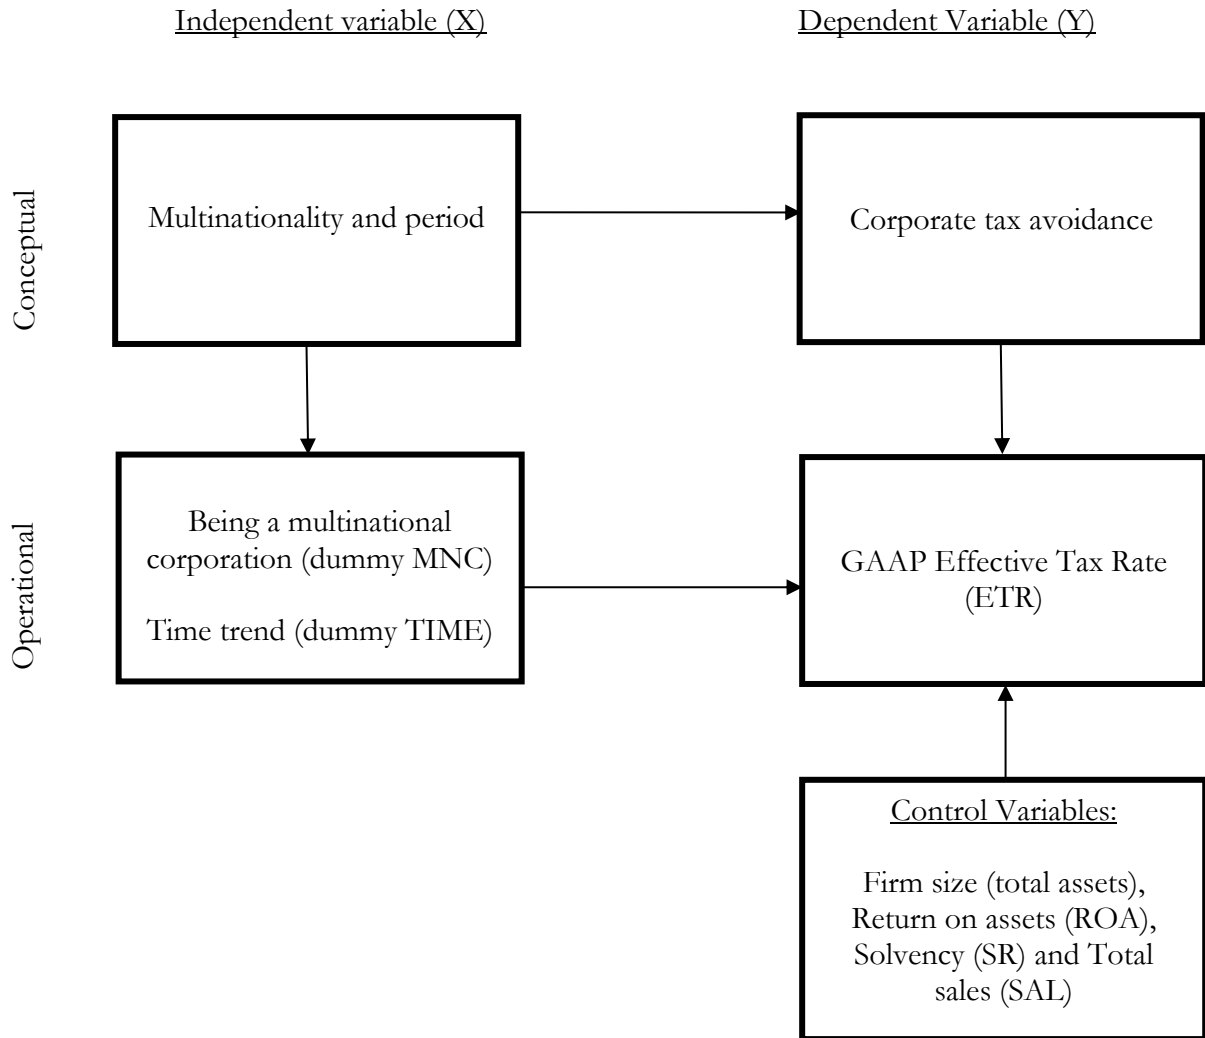 Independent variable (X)
Dependent Variable (Y)
Conceptual
Multinationality and period
Corporate tax avoidance
Operational
Being a multinational
corporation (dummy MNC)
Time trend (dummy TIME)
GAAP Effective Tax Rate
(ETR)
Control Variables:
Firm size (total assets),
Return on assets (ROA),
Solvency (SR) and Total
sales (SAL)